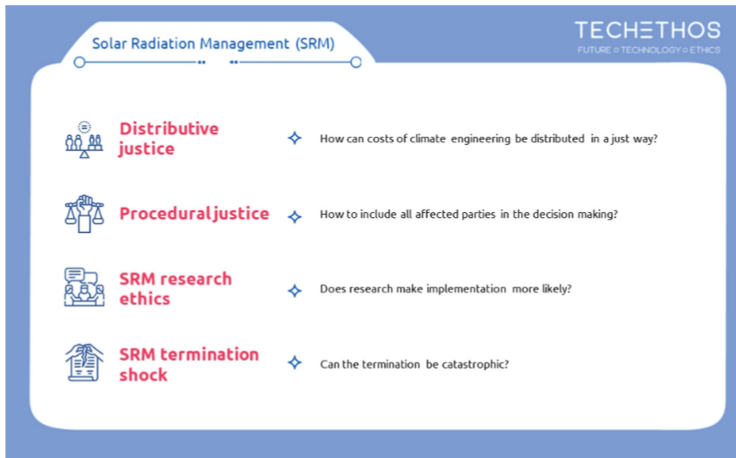 Solar Radiation Management (SRM)
TECHETHOS
FUTURE TECHNOLOGY ETHICS
Distributive
justice
How can costs of climate engineering be distributed in a just way?
Procedural justice
How to include all affected parties in the decision making?
SRM research
ethics
Does research make implementation more likely?
SRM termination
shock
Can the termination be catastrophic?